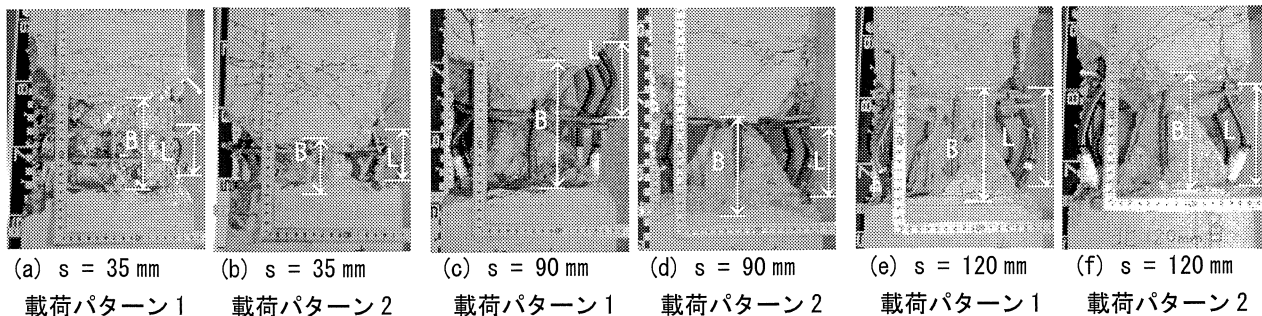 B
L
B
L
L
B
B
L
B
L
B
L
(a) s = 35 mm
(b) s = 35 mm
(c) s = 90 mm
(d) s = 90 mm
(e) s = 120 mm
(f) s = 120 mm
載荷パターン1
載荷パターン2
載荷パターン1
載荷パターン2
載荷パターン1
載荷パターン2